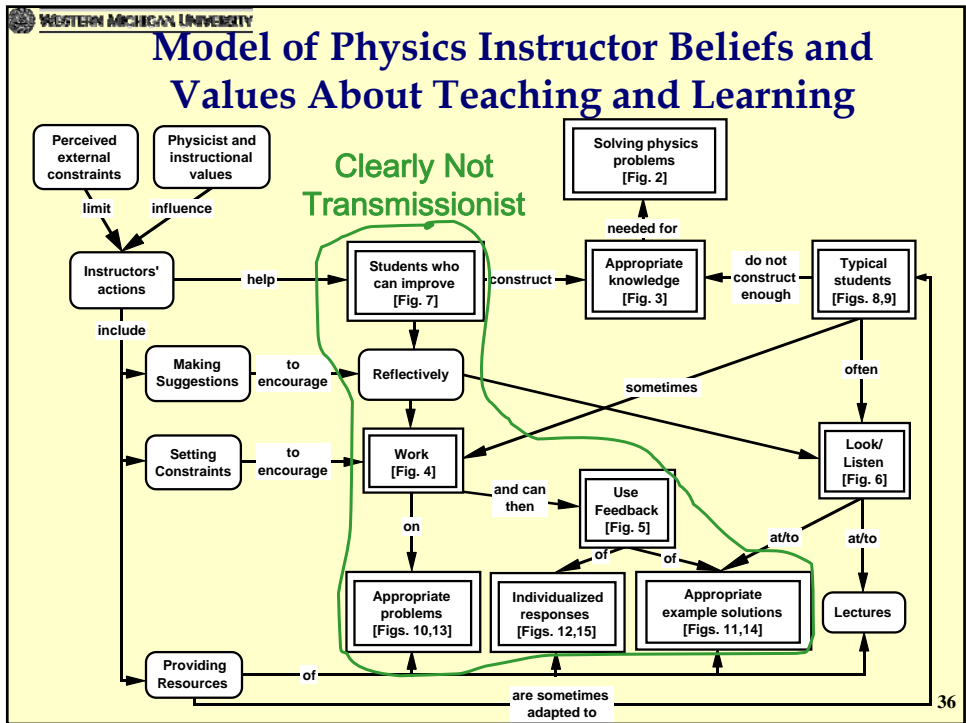 WESTERN MICHIGAN UNIVERSITY
Model of Physics Instructor Beliefs and
Values About Teaching and Learning
Perceived
external
constraints
Physicist and
instructional
values
Clearly Not
Transmissionist
Solving physics
problems
[Fig. 2]
limit
influence
needed for
Instructors'
actions
help
Students who
can improve
[Fig. 7]
construct
Appropriate
knowledge
[Fig. 3]
do not
construct
enough
Typical
students
[Figs. 8,9]
include
Making
Suggestions
to
encourage
Reflectively
sometimes
often
Setting
Constraints
to
encourage
Work
[Fig. 4]
and can
then
Use
Feedback
[Fig. 5]
Look/
Listen
[Fig. 6]
on
of
of
at/to
at/to
Appropriate
problems
[Figs. 10,13]
Individualized
responses
[Figs. 12,15]
Appropriate
example solutions
[Figs. 11,14]
Lectures
Providing
Resources
of
are sometimes
adapted to
36